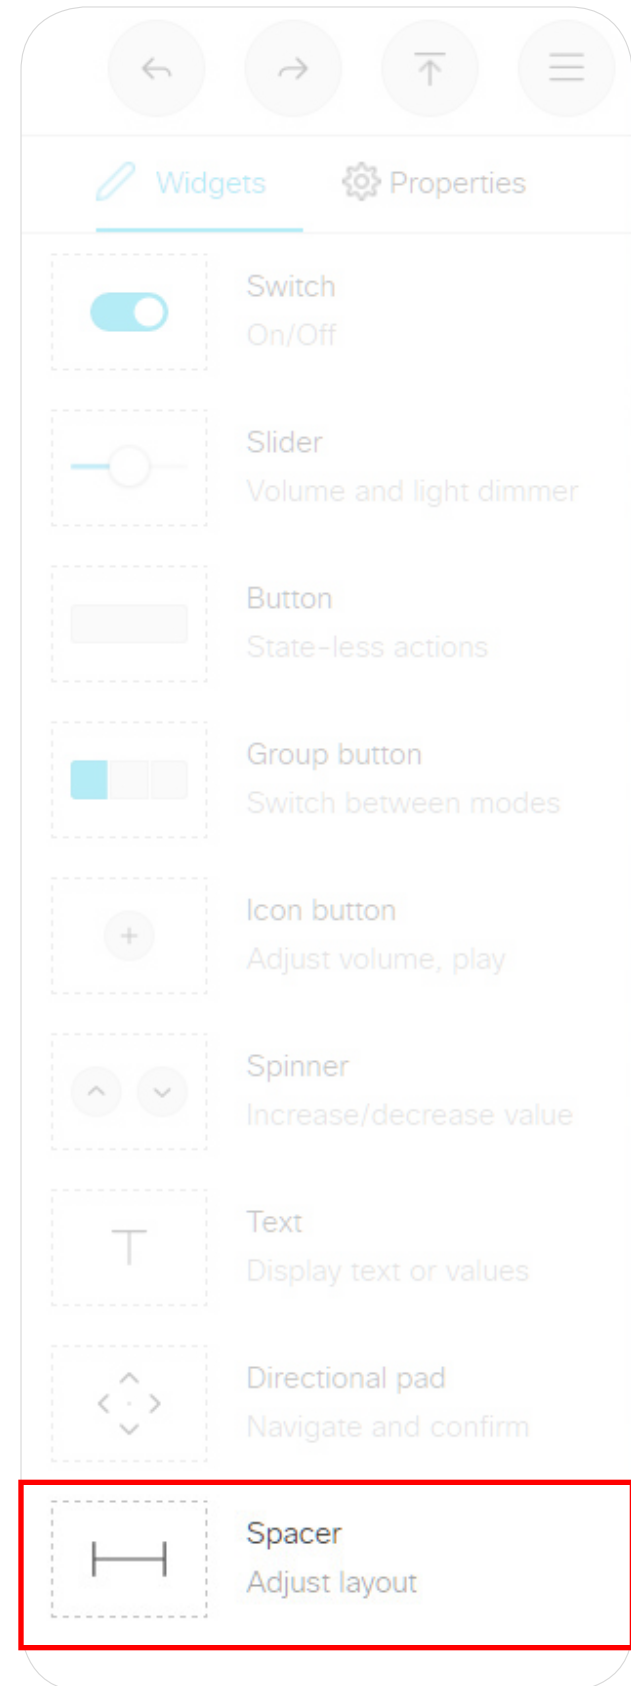 Widgets Properties
Switch
On/Off
Slider
Volume and light dimmer
Button
State-less actions
Group button
Switch between modes
Icon button
Adjust volume, play
Spinner
Increase/decrease value
Text
Display text or values
Directional pad
Navigate and confirm
Spacer
Adjust layout